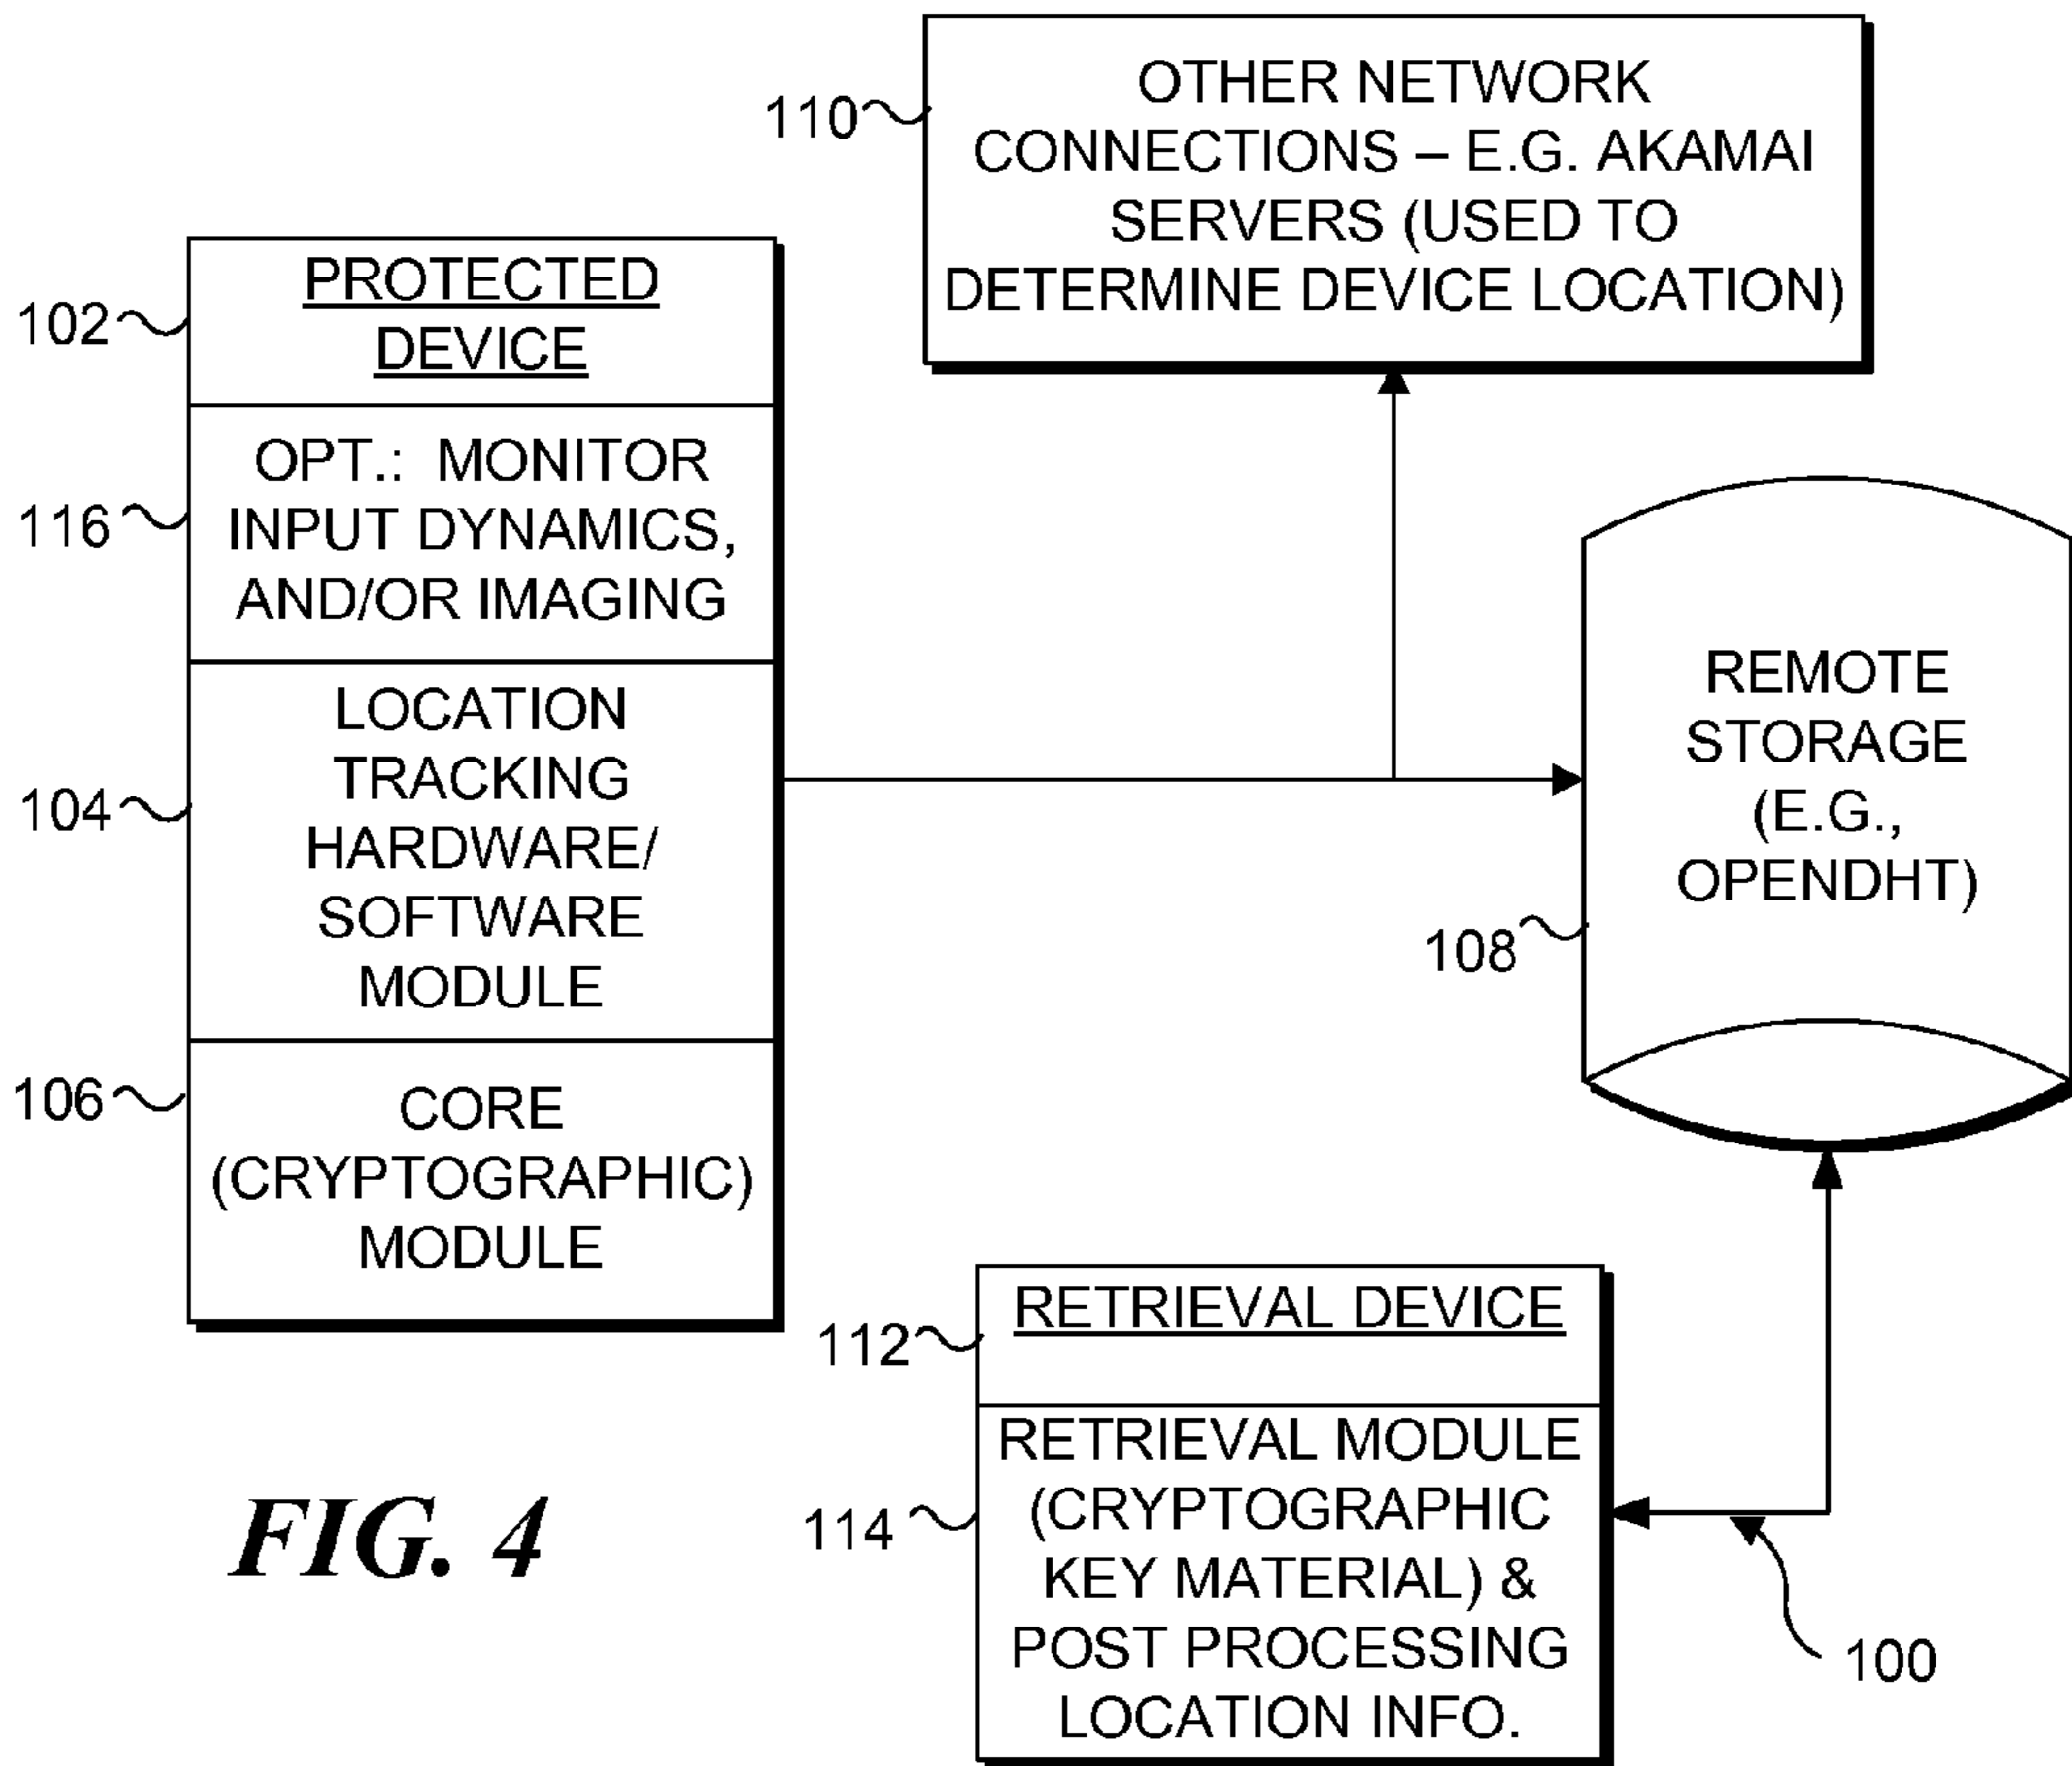 110
OTHER NETWORK
CONNECTIONS – E.G. AKAMAI
SERVERS (USED TO
DETERMINE DEVICE LOCATION)
102
PROTECTED
DEVICE
116
OPT.: MONITOR
INPUT DYNAMICS,
AND/OR IMAGING
104
LOCATION
TRACKING
HARDWARE/
SOFTWARE
MODULE
106
CORE
(CRYPTOGRAPHIC)
MODULE
REMOTE
STORAGE
(E.G.,
OPENDHT)
108
112
RETRIEVAL DEVICE
114
RETRIEVAL MODULE
(CRYPTOGRAPHIC
KEY MATERIAL) &
POST PROCESSING
LOCATION INFO.
100
FIG. 4